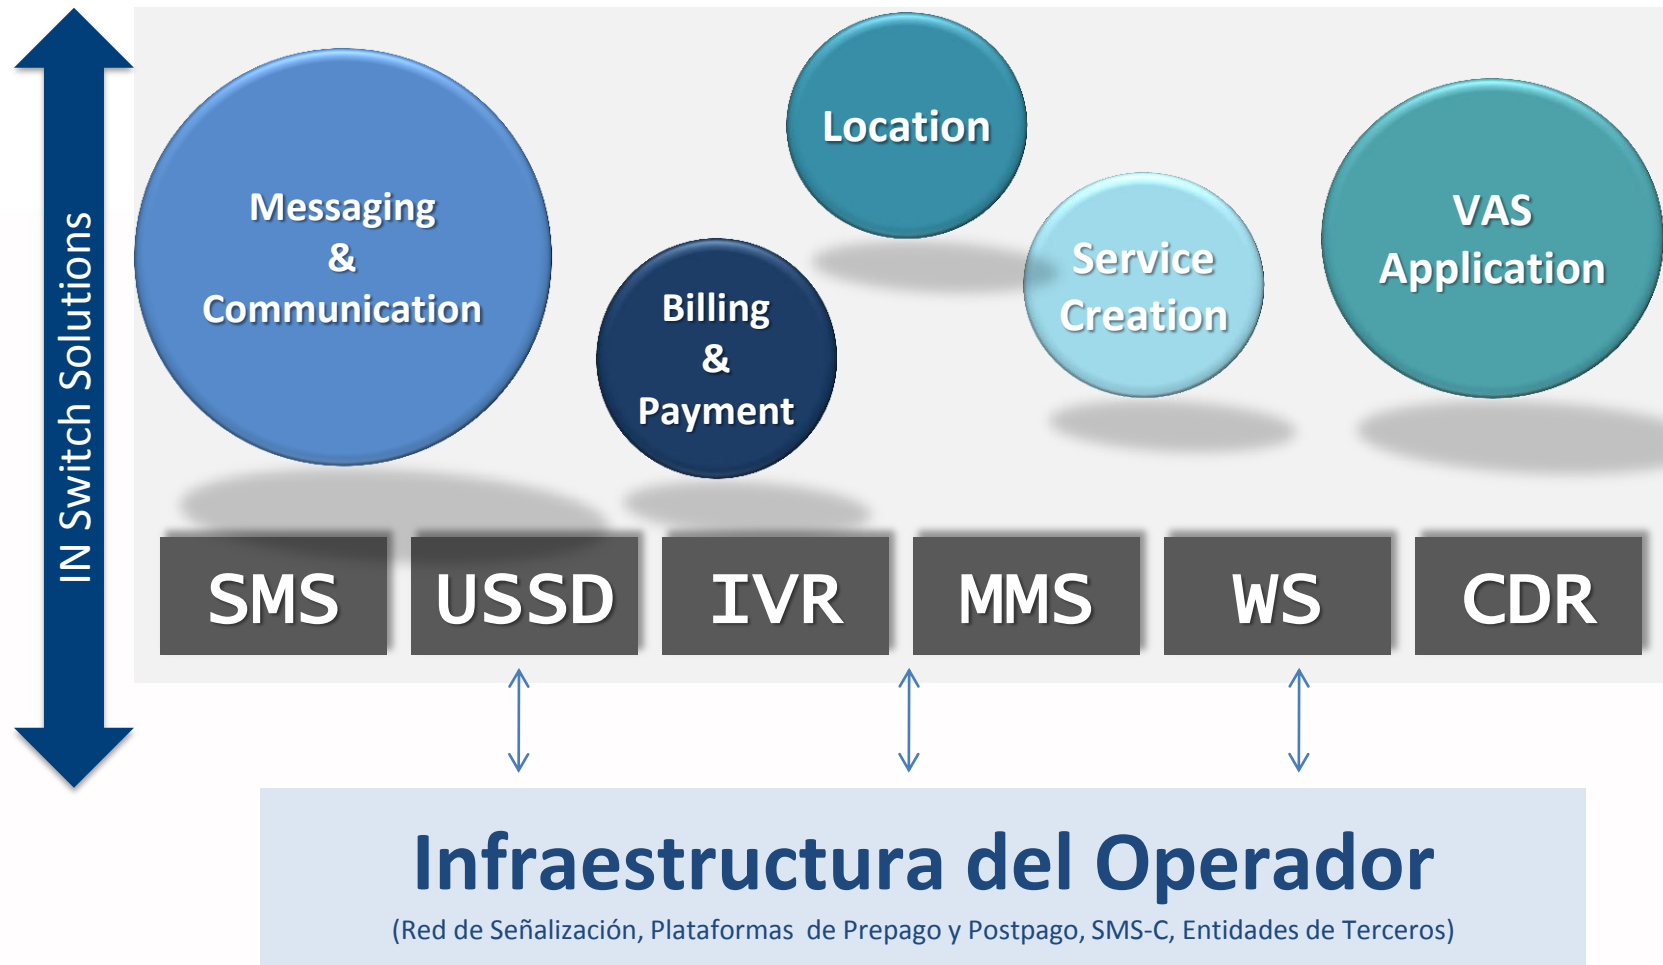 IN Switch Solutions
Messaging
&
Communication
Billing
&
Payment
Location
Service
Creation
VAS
Application
SMS
USSD
IVR
MMS
WS
CDR
Infraestructura del Operador
(Red de Señalización, Plataformas de Prepago y Postpago, SMS-C, Entidades de Terceros)